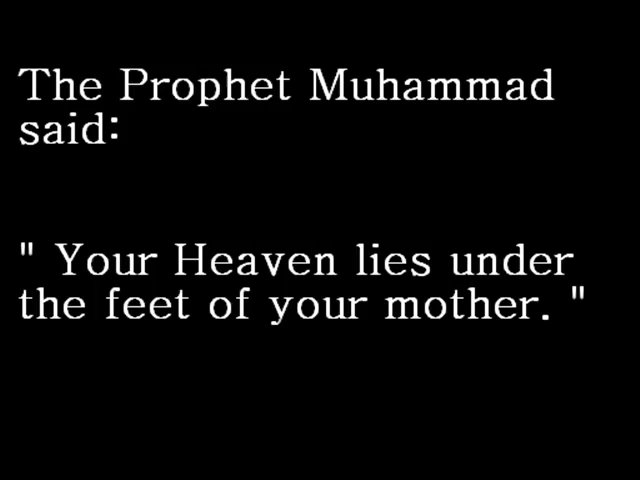 The Prophet Muhammad
said:
" Your Heaven lies under
the feet of your mother. "